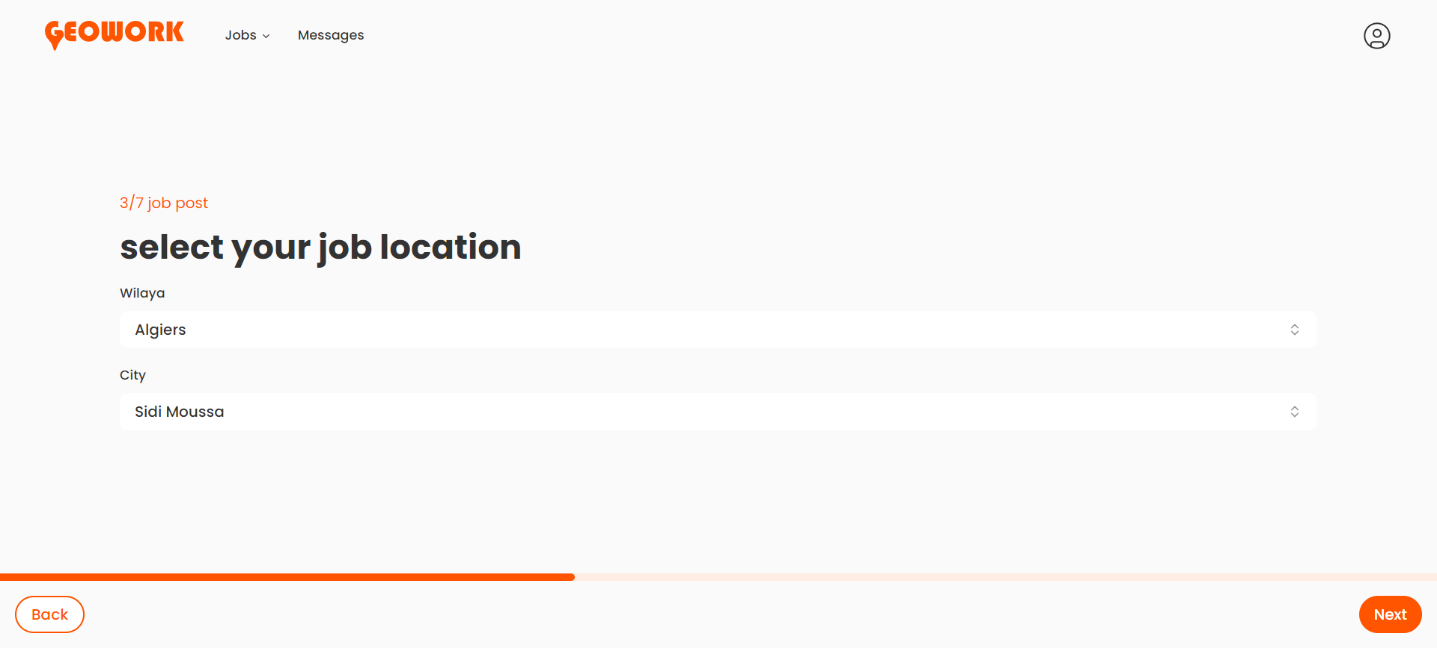 GEOWORK
Jobs
Messages
3/7 job post
select your job location
Wilaya
Algiers
City
Sidi Moussa
Back
Next